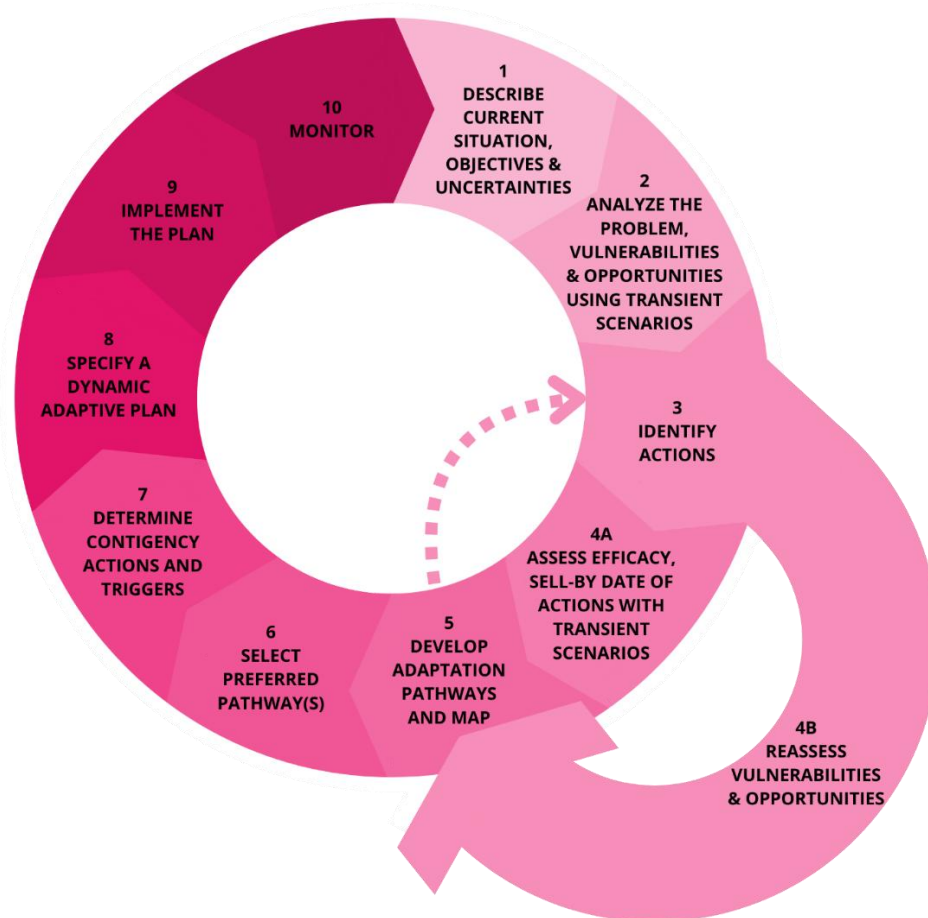 1
DESCRIBE
CURRENT
SITUATION,
OBJECTIVES &
UNCERTAINTIES
2
ANALYZE THE
PROBLEM,
VULNERABILITIES
& OPPORTUNITIES
USING TRANSIENT
SCENARIOS
3
IDENTIFY
ACTIONS
4A
ASSESS EFFICACY,
SELL-BY DATE OF
ACTIONS WITH
TRANSIENT
SCENARIOS
4B
REASSESS
VULNERABILITIES
& OPPORTUNITIES
5
DEVELOP
ADAPTATION
PATHWAYS
AND MAP
6
SELECT
PREFERRED
PATHWAY(S)
7
DETERMINE
CONTIGENCY
ACTIONS AND
TRIGGERS
8
SPECIFY A
DYNAMIC
ADAPTIVE PLAN
9
IMPLEMENT
THE PLAN
10
MONITOR